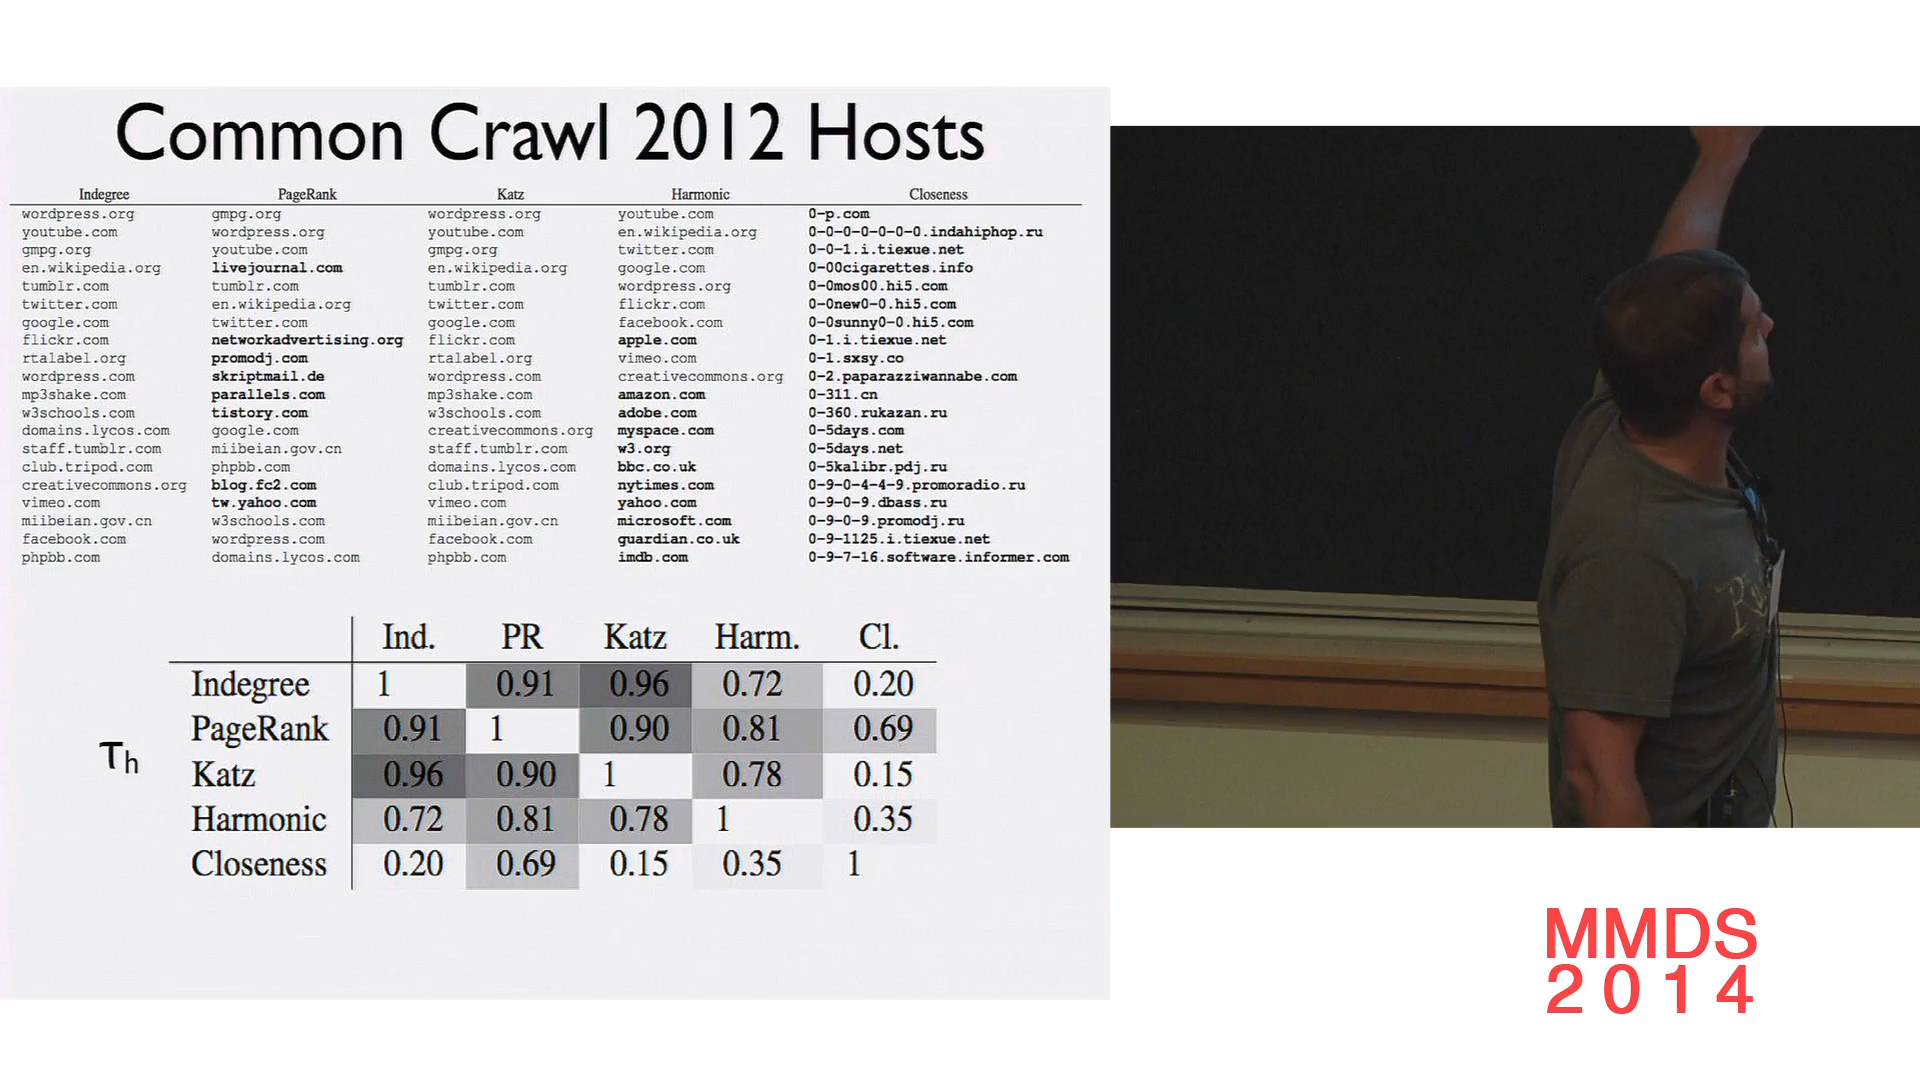 Common Crawl 2012 Hosts
Indegree PageRank Katz Harmonic Closeness
wordpress.org gmpg.org wordpress.org youtube.com 0-p.com
youtube.com wordpress.org youtube.com en.wikipedia.org 0-0-0-0-0-0-0.indahiphop.ru
gmpg.org youtube.com gmpg.org twitter.com 0-0-1.i.tiexue.net
en.wikipedia.org livejournal.com en.wikipedia.org google.com 0-00cigarettes.info
tumblr.com tumblr.com tumblr.com wordpress.org 0-0mos00.hi5.com
twitter.com en.wikipedia.org twitter.com flickr.com 0-0new0-0.hi5.com
google.com twitter.com google.com facebook.com 0-0sunny0-0.hi5.com
flickr.com networkadvertising.org flickr.com apple.com 0-1.i.tiexue.net
rtalabel.org promodj.com rtalabel.org vimeo.com 0-1.sxsy.co
wordpress.com skriptmail.de wordpress.com creativecommons.org 0-2.paparazziwannabe.com
mp3shake.com parallels.com mp3shake.com amazon.com 0-311.cn
w3schools.com tistory.com w3schools.com adobe.com 0-360.rukazan.ru
domains.lycos.com google.com creativecommons.org myspace.com 0-5days.com
staff.tumblr.com miibeian.gov.cn staff.tumblr.com w3.org 0-5days.net
club.tripod.com phpbb.com domains.lycos.com bbc.co.uk 0-5kalibr.pdj.ru
creativecommons.org blog.fc2.com club.tripod.com nytimes.com 0-9-0-4-4-9.promoradio.ru
vimeo.com tw.yahoo.com vimeo.com yahoo.com 0-9-0-9.dbass.ru
miibeian.gov.cn w3schools.com miibeian.gov.cn microsoft.com 0-9-0-9.promodj.ru
facebook.com wordpress.com facebook.com guardian.co.uk 0-9-1125.i.tiexue.net
phpbb.com domains.lycos.com phpbb.com imdb.com 0-9-7-16.software.informer.com
Ind. PR Katz Harm. Cl.
Indegree 1 0.91 0.96 0.72 0.20
PageRank 0.91 1 0.90 0.81 0.69
τh
Katz 0.96 0.90 1 0.78 0.15
Harmonic 0.72 0.81 0.78 1 0.35
Closeness 0.20 0.69 0.15 0.35 1
MMDS
2014